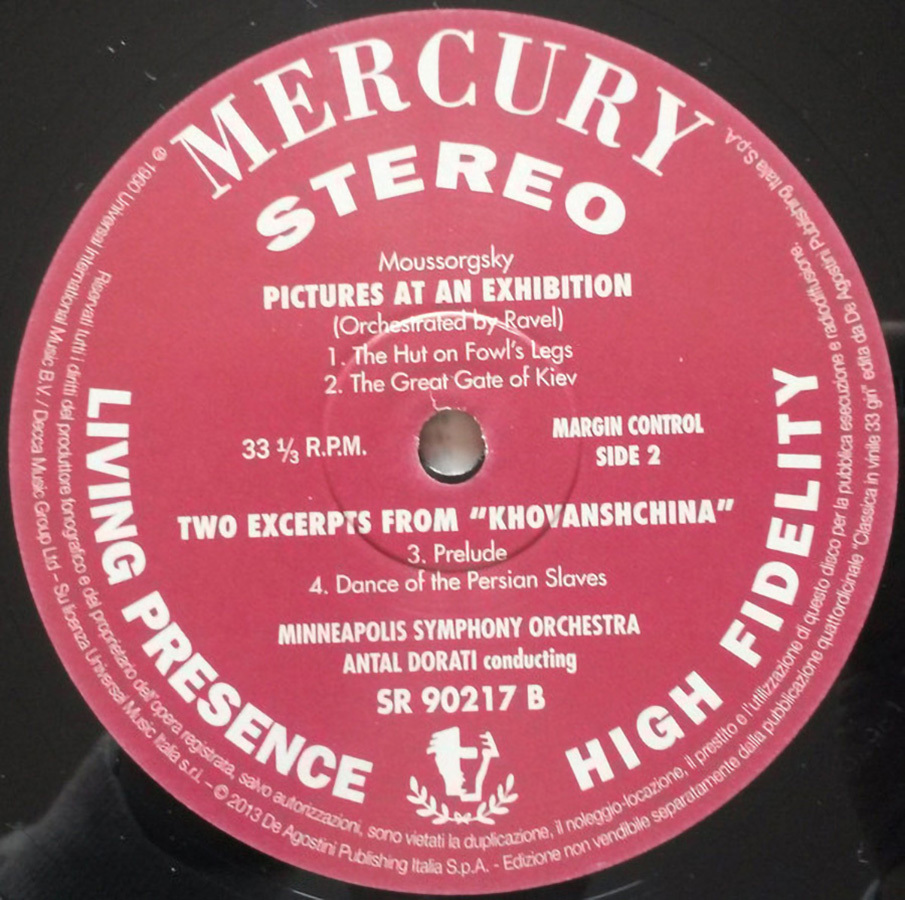 MERCURY
STEREO
Moussorgsky
PICTURES AT AN EXHIBITION
(Orchestrated by Ravel)
1. The Hut on Fowl's Legs
2. The Great Gate of Kiev
33 ⅓ R.P.M.
MARGIN CONTROL
SIDE 2
TWO EXCERPTS FROM “KHOVANSHCHINA”
3. Prelude
4. Dance of the Persian Slaves
MINNEAPOLIS SYMPHONY ORCHESTRA
ANTAL DORATI conducting
SR 90217 B
LIVING PRESENCE
HIGH FIDELITY
℗ 1960 Universal International Music B.V. / Decca Music Group Ltd - Su licenza Universal Music Italia s.r.l. - © 2013 De Agostini Publishing Italia S.p.A. - Edizione non vendibile separatamente dalla pubblicazione quattordicinale "Classica in vinile 33 giri" edita da De Agostini Publishing Italia S.p.A.
Riservati tutti i diritti del produttore fonografico e del proprietario dell'opera registrata, salvo autorizzazioni, sono vietati la duplicazione, il noleggio-locazione, il prestito e l'utilizzazione di questo disco per la pubblica esecuzione e radiodiffusione.